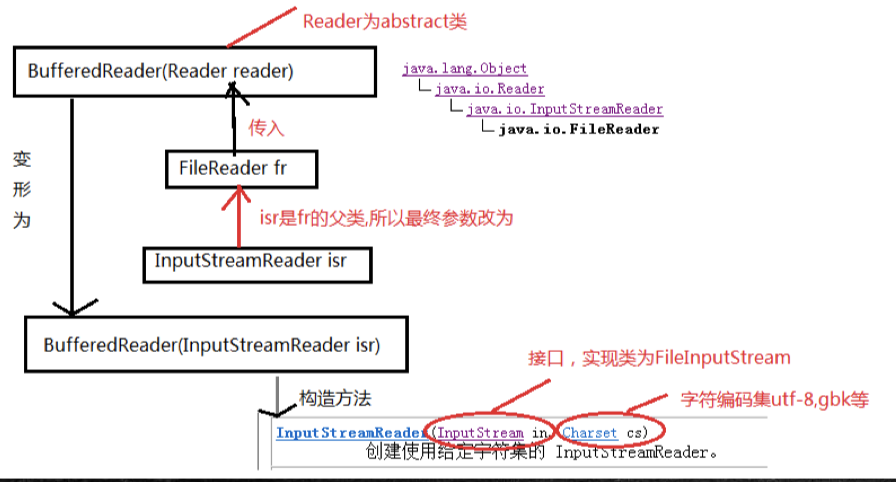 Reader为abstract类
BufferedReader(Reader reader)
java.lang.Object
java.io.Reader
java.io.InputStreamReader
java.io.FileReader
传入
变
形
为
FileReader fr
isr是fr的父类,所以最终参数改为
InputStreamReader isr
BufferedReader(InputStreamReader isr)
接口，实现类为FileInputStream
构造方法
字符编码集utf-8,gbk等
InputStreamReader(InputStream in, Charset cs)
创建使用给定字符集的 InputStreamReader。